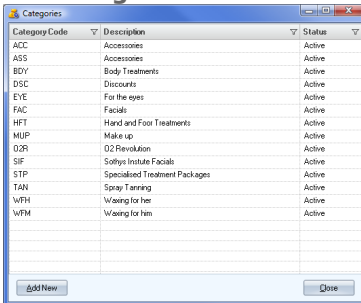 Categories
Category Code Description Status
ACC Accessories Active
ASS Accessories Active
BDY Body Treatments Active
DSC Discounts Active
EYE For the eyes Active
FAC Facials Active
HFT Hand and Foor Treatments Active
MUP Make up Active
O2R O2 Revolution Active
SIF Sothys Instute Facials Active
STP Specialised Treatment Packages Active
TAN Spray Tanning Active
WFH Waxing for her Active
WFM Waxing for him Active
Add New Close